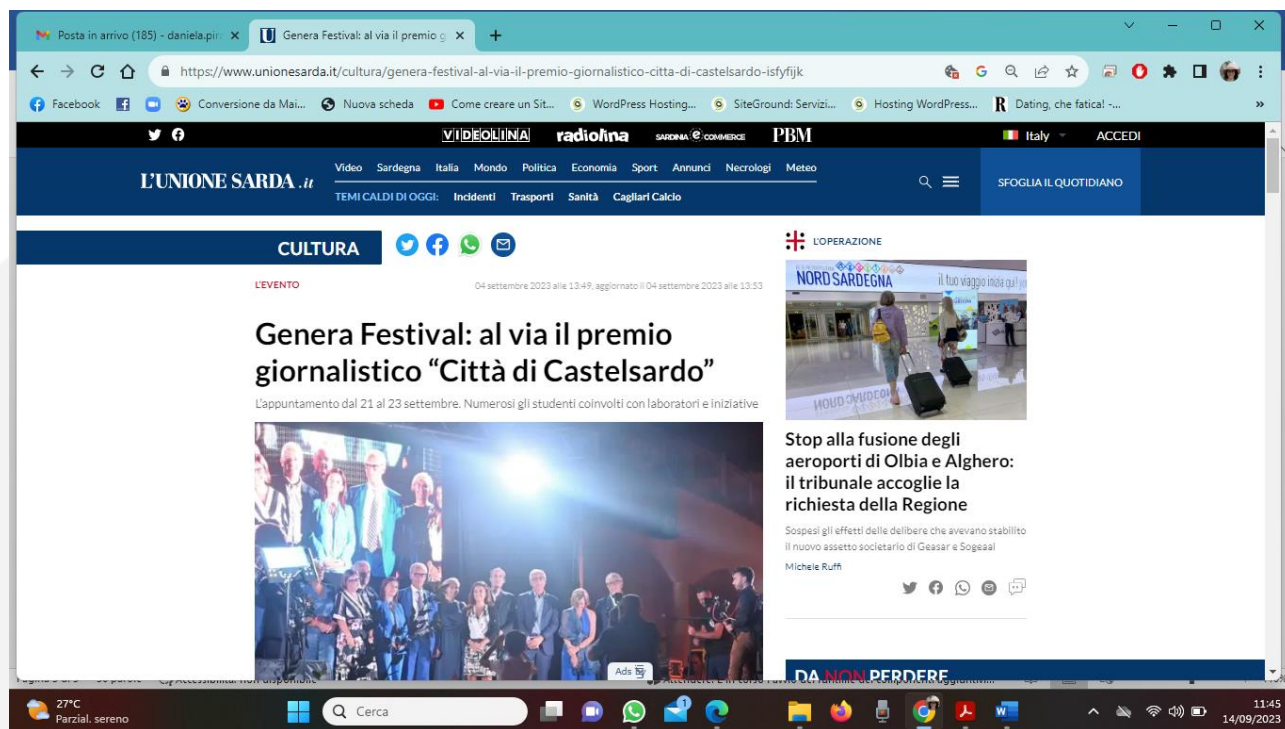 Posta in arrivo (185) - daniela.pir
Genera Festival: al via il premio g
https://www.unionesarda.it/cultura/genera-festival-al-via-il-premio-giornalistico-citta-di-castelsardo-isfyfijk
Facebook
Conversione da Mai...
Nuova scheda
Come creare un Sit...
WordPress Hosting...
SiteGround: Servizi...
Hosting WordPress...
Dating, che fatica! -...
»
VIDEOLINA radiolina SARDINIA eCOMMERCE PBM
Italy ACCEDI
L'UNIONE SARDA .it
Video Sardegna Italia Mondo Politica Economia Sport Annunci Necrologi Meteo
TEMI CALDI DI OGGI: Incidenti Trasporti Sanità Cagliari Calcio
SFOGLIA IL QUOTIDIANO
CULTURA
L'EVENTO
04 settembre 2023 alle 13:49, aggiornato il 04 settembre 2023 alle 13:53
Genera Festival: al via il premio
giornalistico “Città di Castelsardo”
L'appuntamento dal 21 al 23 settembre. Numerosi gli studenti coinvolti con laboratori e iniziative
Ads
L'OPERAZIONE
NORD SARDEGNA
il tuo viaggio inizia qui!
Stop alla fusione degli
aeroporti di Olbia e Alghero:
il tribunale accoglie la
richiesta della Regione
Sospesi gli effetti delle delibere che avevano stabilito
il nuovo assetto societario di Geasar e Sogeaal
Michele Ruffi
DA NON PERDERE
27°C
Parzial. sereno
Cerca
11:45
14/09/2023